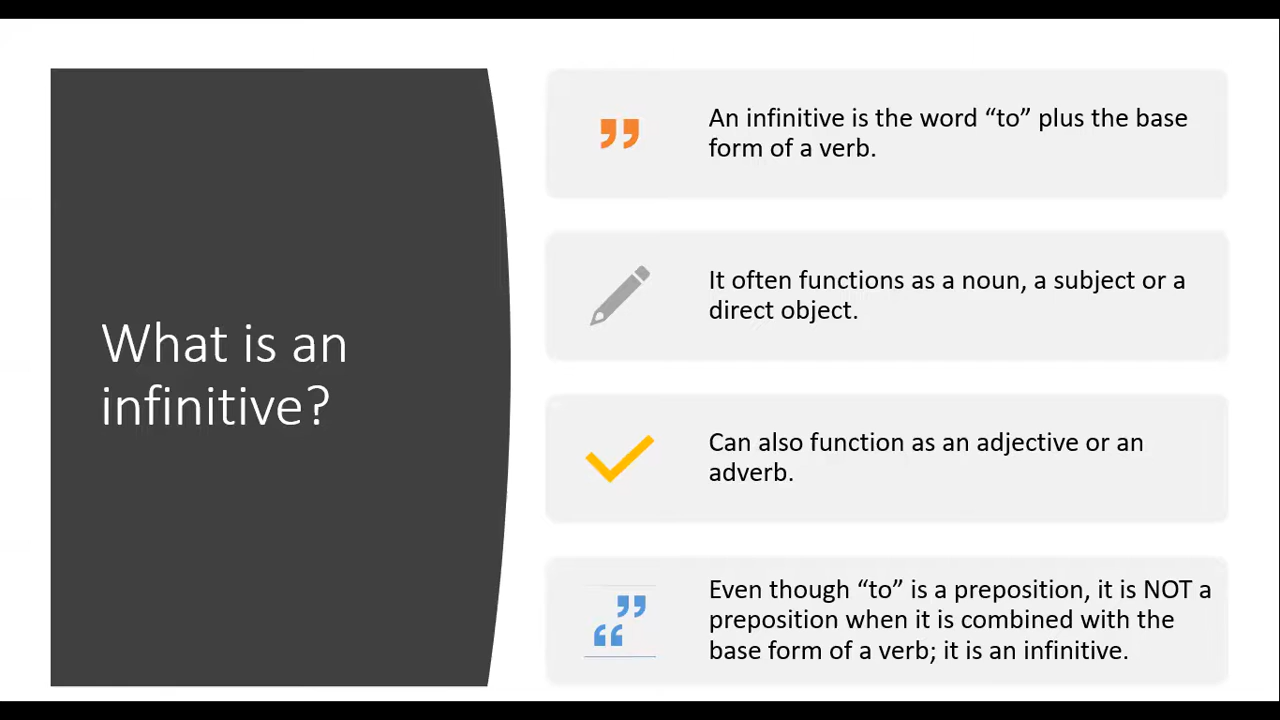 What is an
infinitive?
An infinitive is the word “to” plus the base
form of a verb.
It often functions as a noun, a subject or a
direct object.
Can also function as an adjective or an
adverb.
Even though “to” is a preposition, it is NOT a
preposition when it is combined with the
base form of a verb; it is an infinitive.